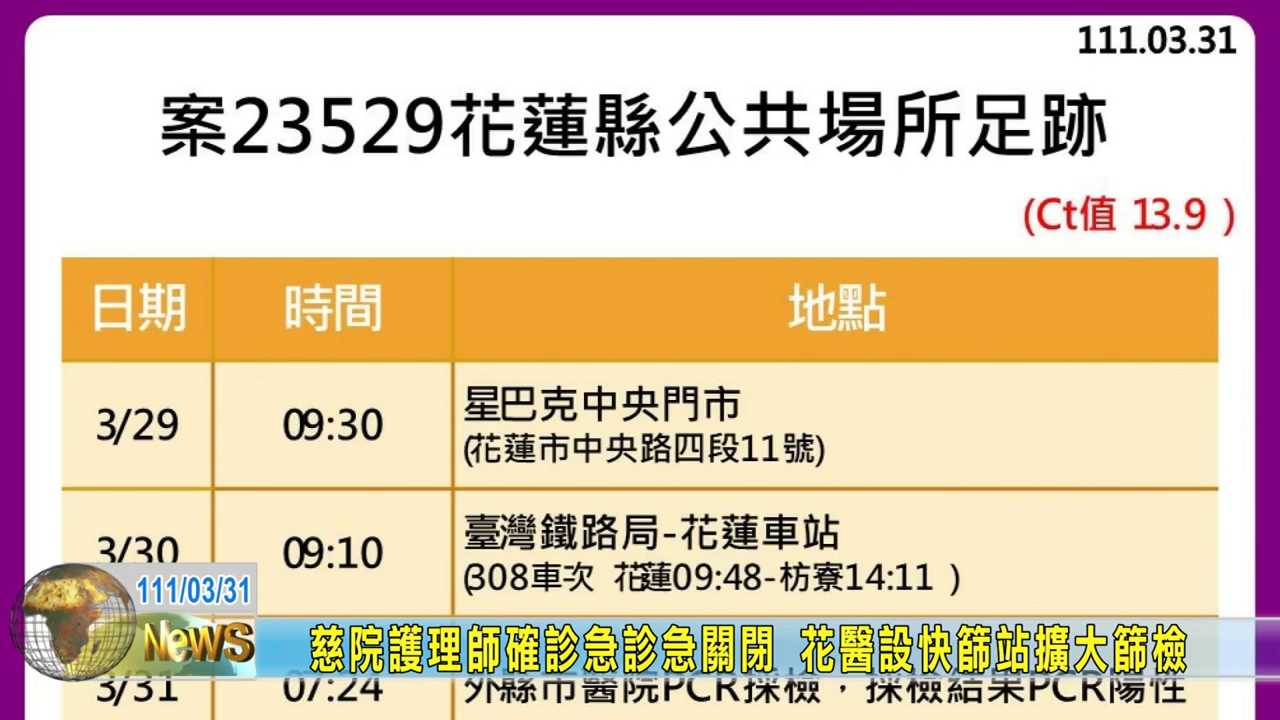 111.03.31
案23529花蓮縣公共場所足跡
(Ct值 13.9 )
日期 時間 地點
3/29 09:30 星巴克中央門市
(花蓮市中央路四段11號)
3/30 09:10 臺灣鐵路局-花蓮車站
(308車次 花蓮09:48-枋寮14:11 )
111/03/31
NewS
慈院護理師確診急診急關閉 花醫設快篩站擴大篩檢
3/31 07:24 外縣市醫院PCR採檢，採檢結果PCR陽性